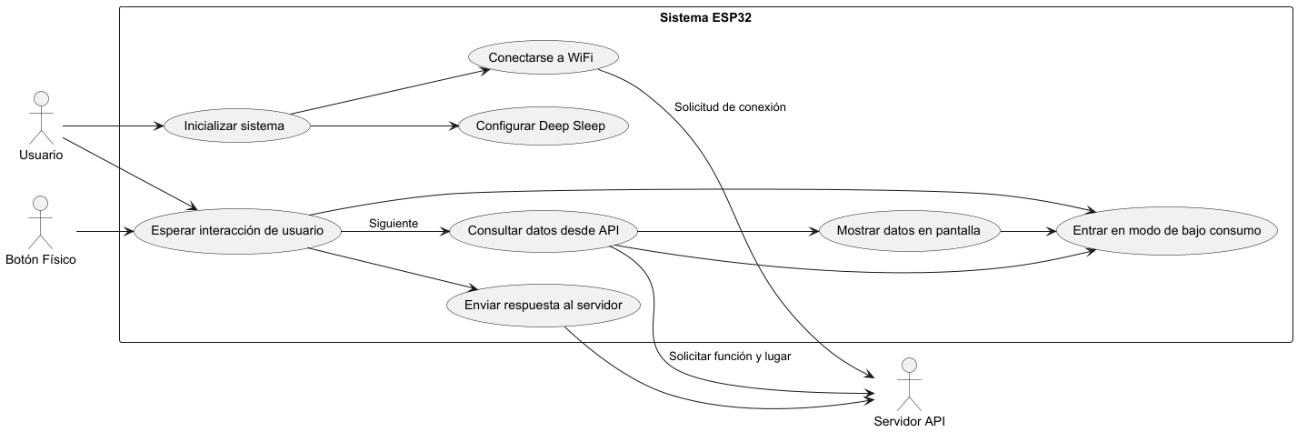 Sistema ESP32
Conectarse a WiFi
Solicitud de conexión
Inicializar sistema
Configurar Deep Sleep
Usuario
Siguiente
Esperar interacción de usuario
Consultar datos desde API
Mostrar datos en pantalla
Entrar en modo de bajo consumo
Botón Físico
Enviar respuesta al servidor
Solicitar función y lugar
Servidor API